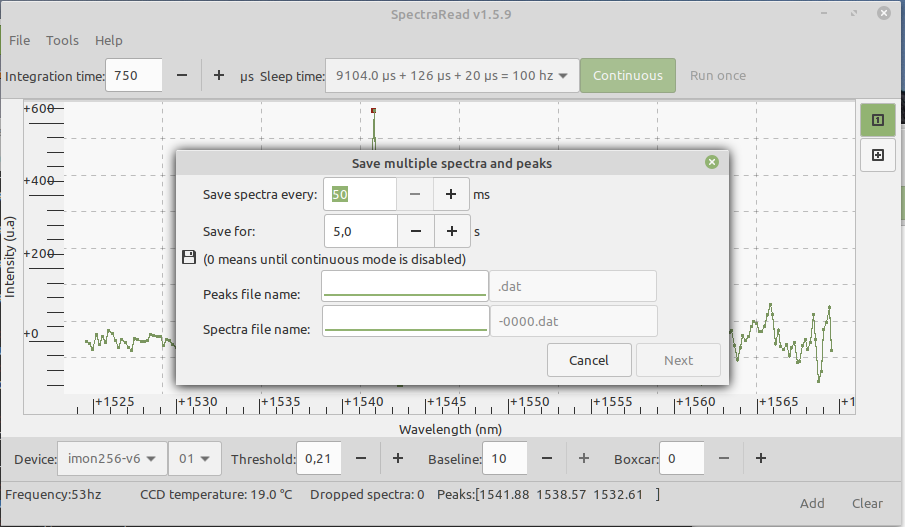 SpectraRead v1.5.9
File Tools Help
Integration time: 750 − + µs Sleep time: 9104.0 µs + 126 µs + 20 µs = 100 hz Continuous Run once
+600
Save multiple spectra and peaks
Save spectra every: 50 − + ms
+400
Save for: 5,0 − + s
+200
(0 means until continuous mode is disabled)
Peaks file name: .dat
Spectra file name: -0000.dat
+0
Cancel Next
Intensity (u.a)
+1525 +1530 +1535 +1540 +1545 +1550 +1555 +1560 +1565 +1
Wavelength (nm)
Device: imon256-v6 01 Threshold: 0,21 − + Baseline: 10 − + Boxcar: 0 − +
Frequency:53hz CCD temperature: 19.0 °C Dropped spectra: 0 Peaks:[1541.88 1538.57 1532.61 ]
Add Clear